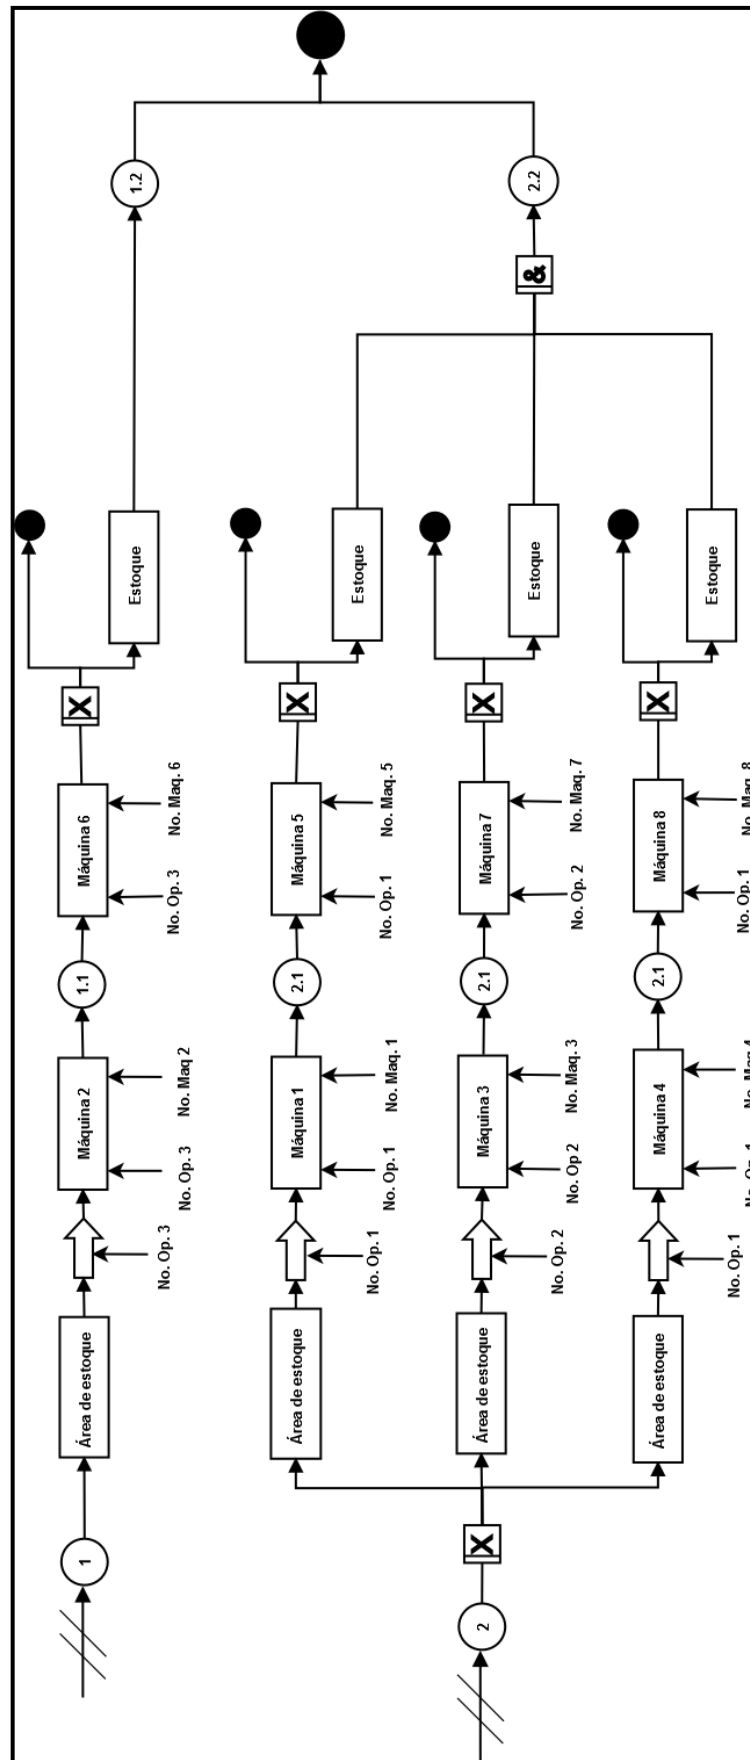 1.2
2.2
&
Estoque
Estoque
Estoque
Estoque
X
X
X
X
Máquina 6
No. Op. 3
No. Maq. 6
Máquina 5
No. Op. 1
No. Maq. 5
Máquina 7
No. Op. 2
No. Maq. 7
Máquina 8
No. Op. 1
No. Maq. 8
1.1
2.1
2.1
2.1
Máquina 2
No. Op. 3
No. Maq 2
Máquina 1
No. Op. 1
No. Maq. 1
Máquina 3
No. Op 2
No. Maq. 3
Máquina 4
No. Op. 3
No. Op. 1
No. Op. 2
No. Op. 1
Área de estoque
Área de estoque
Área de estoque
Área de estoque
1
X
2